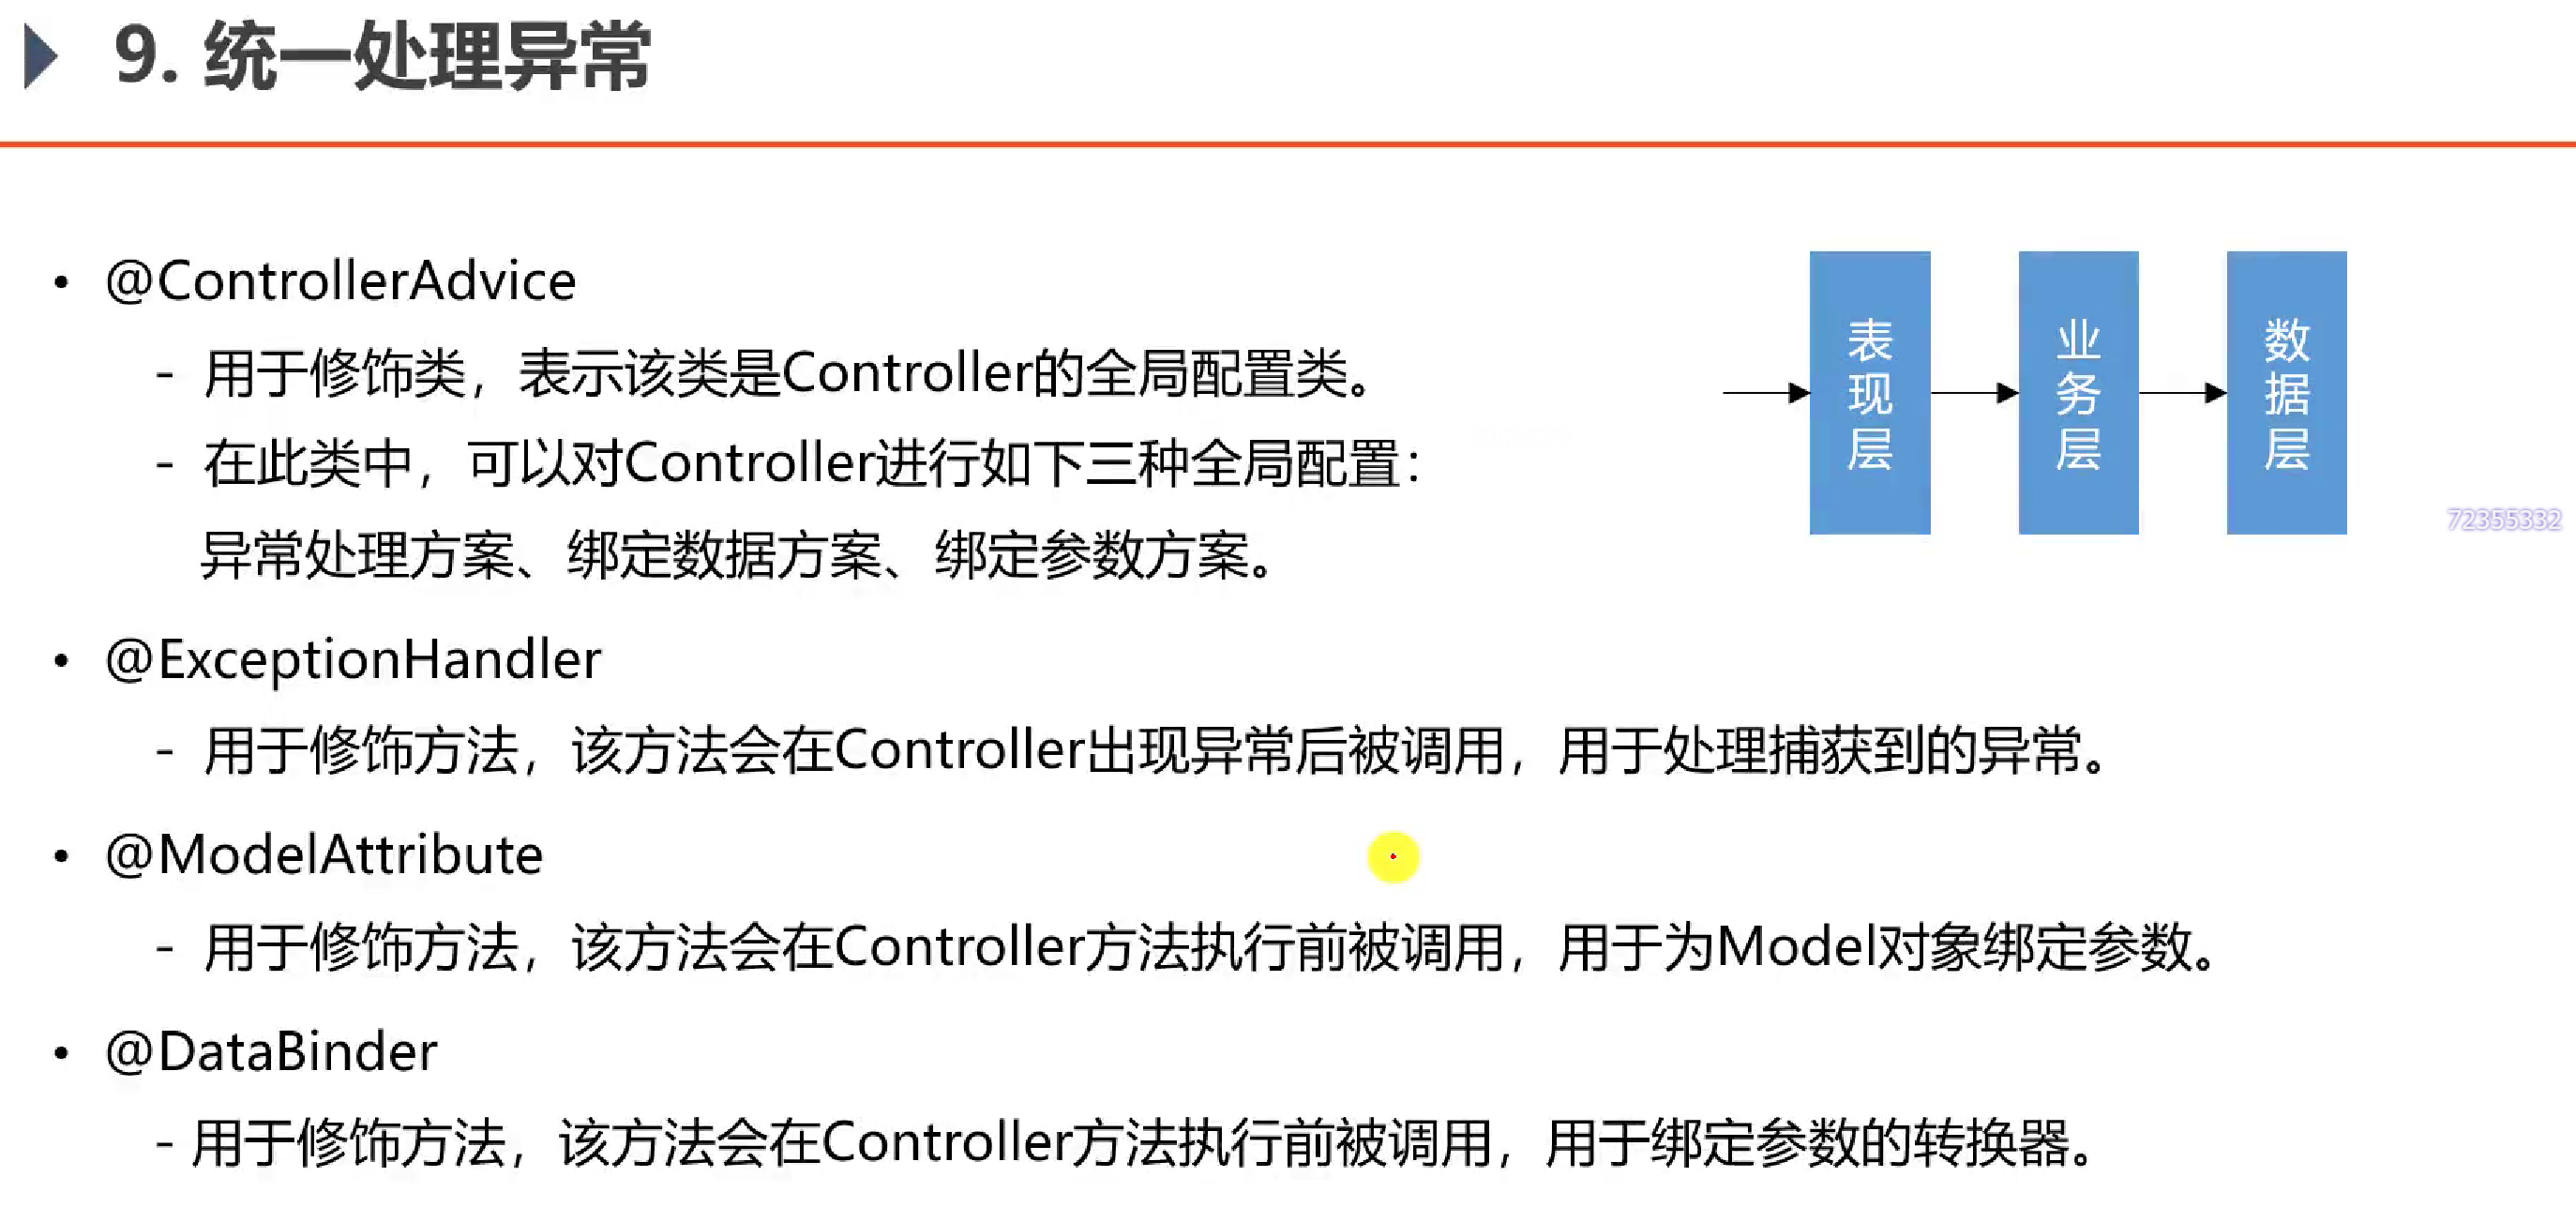 9. 统一处理异常
• @ControllerAdvice
- 用于修饰类，表示该类是Controller的全局配置类。
- 在此类中，可以对Controller进行如下三种全局配置：
异常处理方案、绑定数据方案、绑定参数方案。
表现层
业务层
数据层
72355332
• @ExceptionHandler
- 用于修饰方法，该方法会在Controller出现异常后被调用，用于处理捕获到的异常。
• @ModelAttribute
- 用于修饰方法，该方法会在Controller方法执行前被调用，用于为Model对象绑定参数。
• @DataBinder
- 用于修饰方法，该方法会在Controller方法执行前被调用，用于绑定参数的转换器。